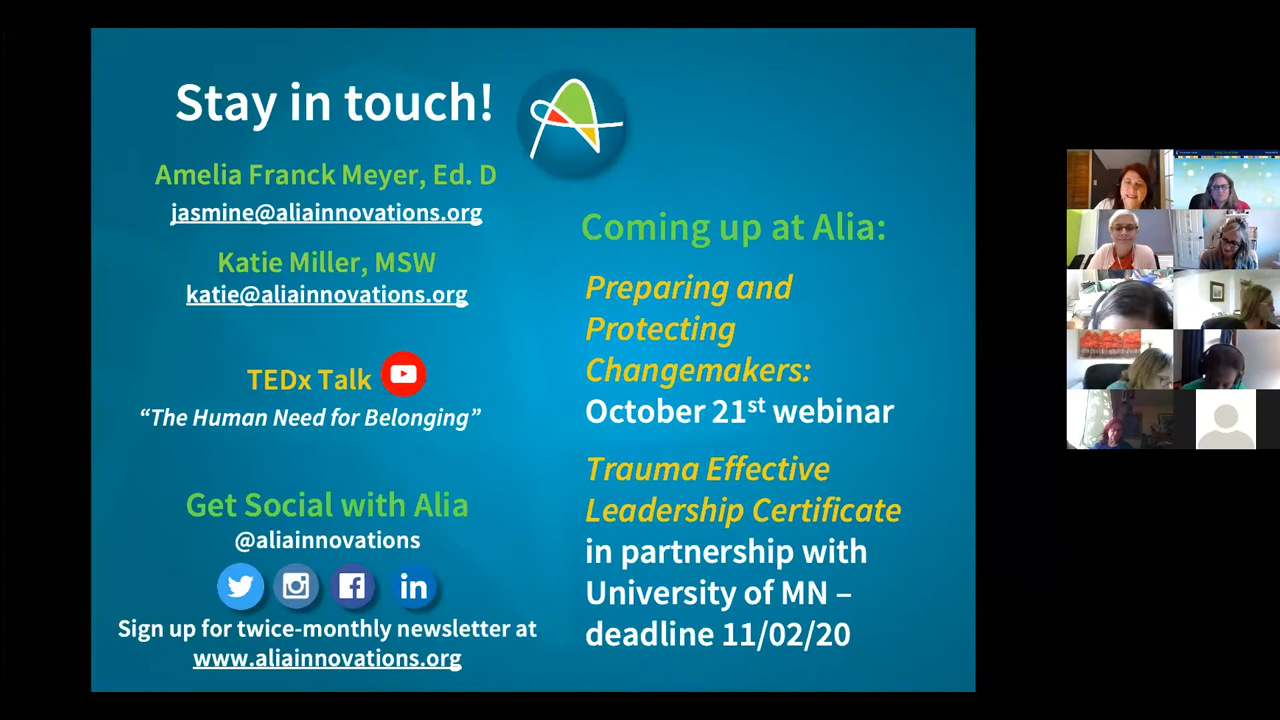 Stay in touch!
Amelia Franck Meyer, Ed. D
jasmine@aliainnovations.org
Katie Miller, MSW
katie@aliainnovations.org
TEDx Talk
“The Human Need for Belonging”
Get Social with Alia
@aliainnovations
in
Sign up for twice-monthly newsletter at
www.aliainnovations.org
Coming up at Alia:
Preparing and
Protecting
Changemakers:
October 21st webinar
Trauma Effective
Leadership Certificate
in partnership with
University of MN –
deadline 11/02/20